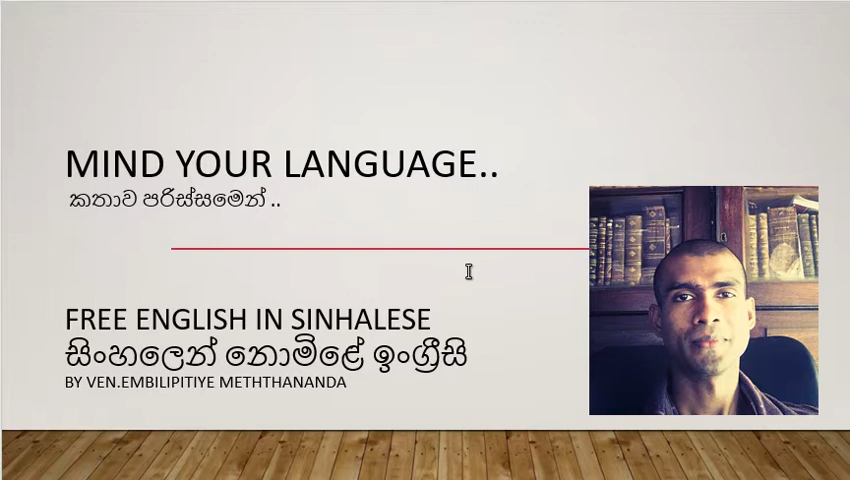 MIND YOUR LANGUAGE..
කතාව පරිස්සමෙන් ..
FREE ENGLISH IN SINHALESE
සිංහලෙන් නොමිළේ ඉංග්‍රීසි
BY VEN.EMBILIPITIYE METHTHANANDA